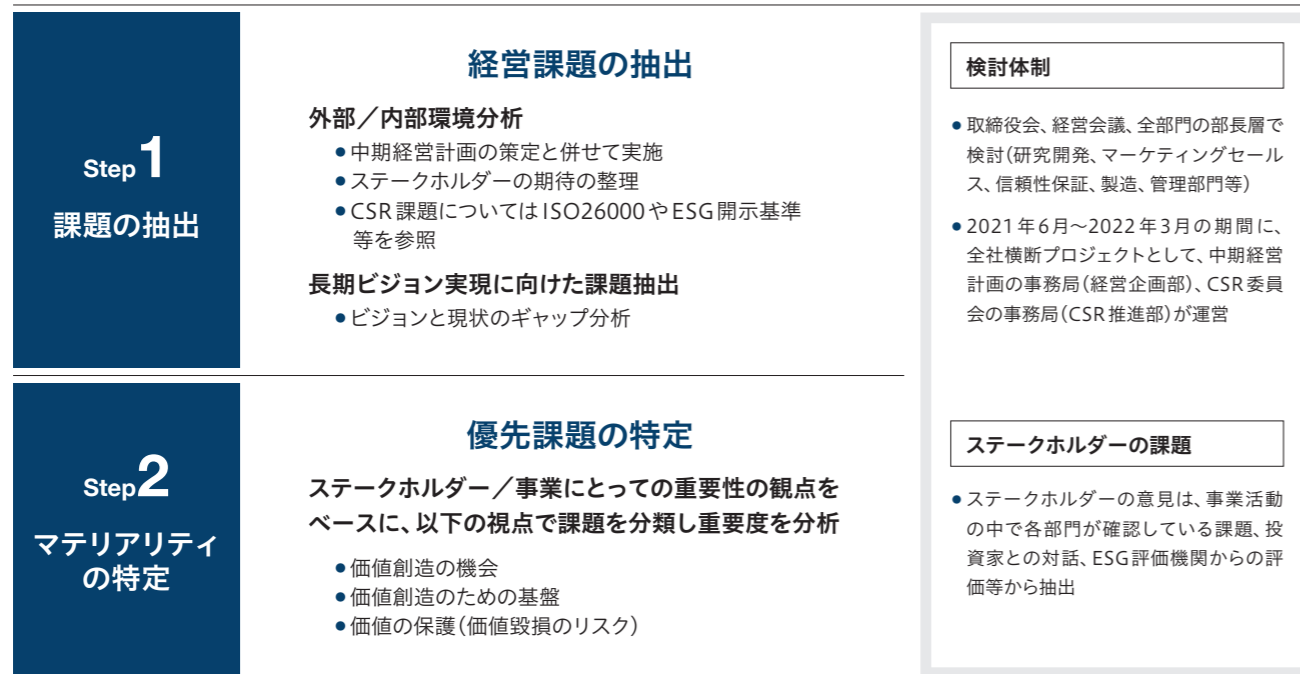 Step1
課題の抽出
経営課題の抽出
外部／内部環境分析
●中期経営計画の策定と併せて実施
●ステークホルダーの期待の整理
●CSR課題についてはISO26000やESG開示基準
等を参照
長期ビジョン実現に向けた課題抽出
●ビジョンと現状のギャップ分析
Step2
マテリアリティ
の特定
優先課題の特定
ステークホルダー／事業にとっての重要性の観点を
ベースに、以下の視点で課題を分類し重要度を分析
●価値創造の機会
●価値創造のための基盤
●価値の保護(価値毀損のリスク)
検討体制
●取締役会、経営会議、全部門の部長層で
検討(研究開発、マーケティングセール
ス、信頼性保証、製造、管理部門等)
●2021年6月～2022年3月の期間に、
全社横断プロジェクトとして、中期経営
計画の事務局(経営企画部)、CSR委員
会の事務局(CSR推進部)が運営
ステークホルダーの課題
●ステークホルダーの意見は、事業活動
の中で各部門が確認している課題、投
資家との対話、ESG評価機関からの評
価等から抽出